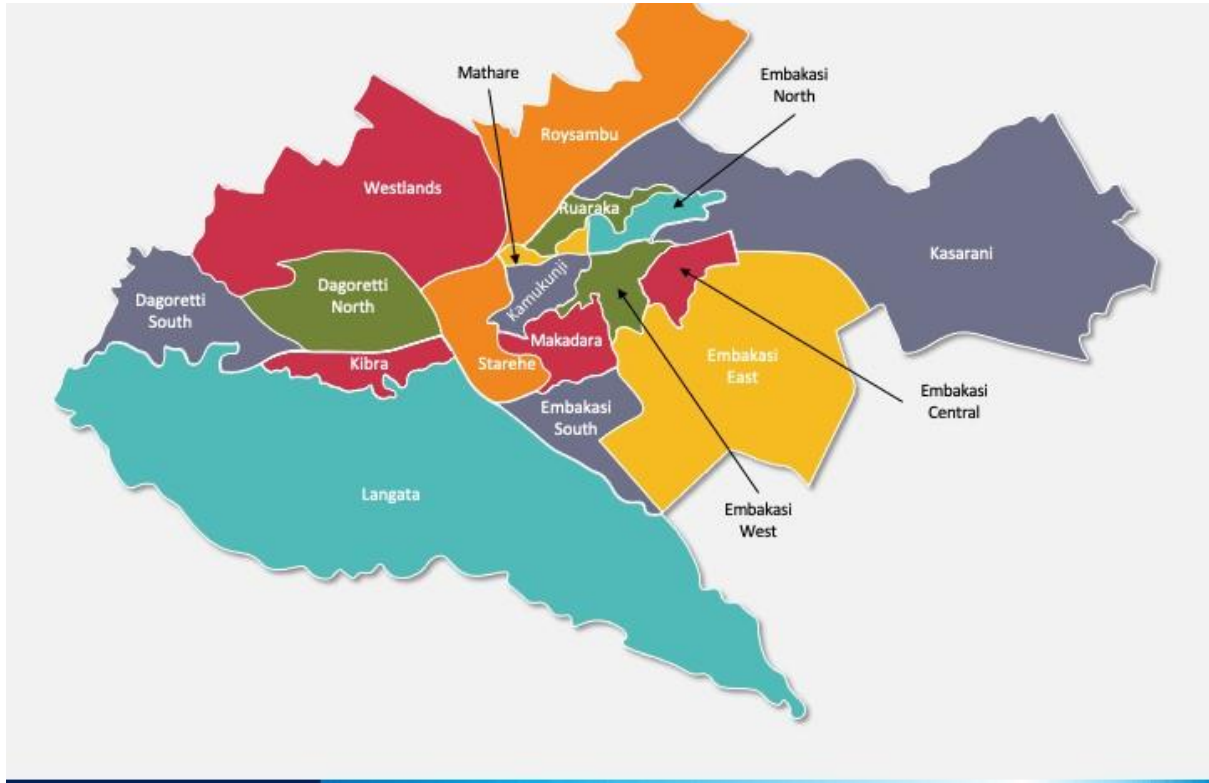 Mathare
Embakasi
North
Roysambu
Westlands
Ruaraka
Kasarani
Kamukunji
Dagoretti
North
Dagoretti
South
Makadara
Kibra
Starehe
Embakasi
East
Embakasi
Central
Embakasi
South
Langata
Embakasi
West